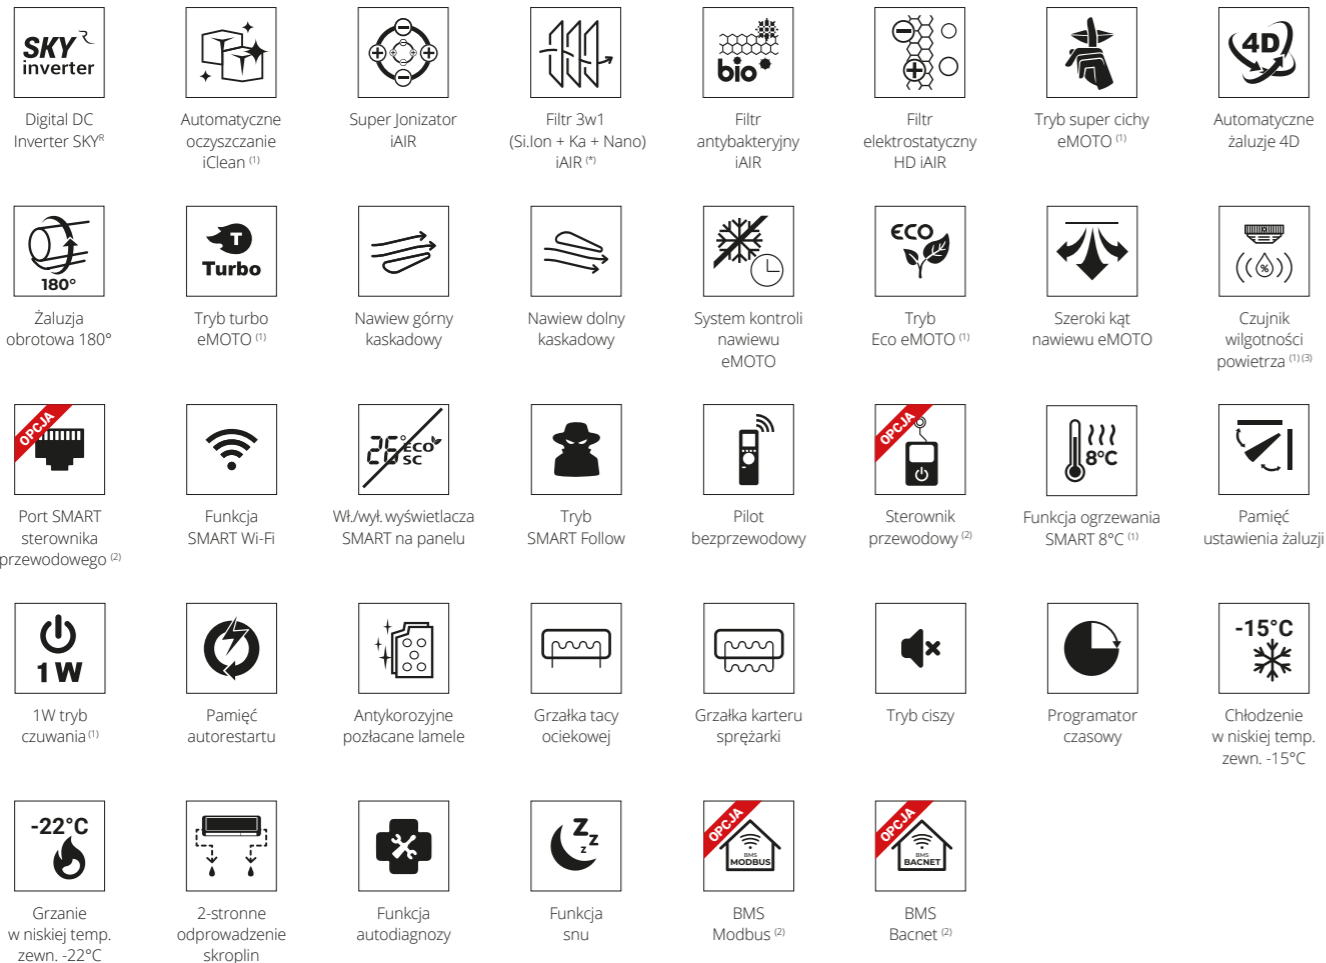 SKY R
inverter
Digital DC
Inverter SKYR
Automatyczne
oczyszczanie
iClean (1)
Super Jonizator
iAIR
Filtr 3w1
(Si.Ion + Ka + Nano)
iAIR (*)
bio
Filtr
antybakteryjny
iAIR
Filtr
elektrostatyczny
HD iAIR
Tryb super cichy
eMOTO (1)
4D
Automatyczne
żaluzje 4D
180°
Żaluzja
obrotowa 180°
T
Turbo
Tryb turbo
eMOTO (1)
Nawiew górny
kaskadowy
Nawiew dolny
kaskadowy
System kontroli
nawiewu
eMOTO
ECO
Tryb
Eco eMOTO (1)
Szeroki kąt
nawiewu eMOTO
%
Czujnik
wilgotności
powietrza (1) (3)
OPCJA
Port SMART
sterownika
przewodowego (2)
Funkcja
SMART Wi-Fi
26° ECO
SC
Wł./wył. wyświetlacza
SMART na panelu
Tryb
SMART Follow
Pilot
bezprzewodowy
OPCJA
Sterownik
przewodowy (2)
8°C
Funkcja ogrzewania
SMART 8°C (1)
Pamięć
ustawienia żaluzji
1 W
1W tryb
czuwania (1)
Pamięć
autorestartu
Antykorozyjne
pozłacane lamele
Grzałka tacy
ociekowej
Grzałka karteru
sprężarki
Tryb ciszy
Programator
czasowy
-15°C
Chłodzenie
w niskiej temp.
zewn. -15°C
-22°C
Grzanie
w niskiej temp.
zewn. -22°C
2-stronne
odprowadzenie
skroplin
Funkcja
autodiagnozy
Z z z
Funkcja
snu
OPCJA
BMS
MODBUS
BMS
Modbus (2)
OPCJA
BMS
BACNET
BMS
Bacnet (2)